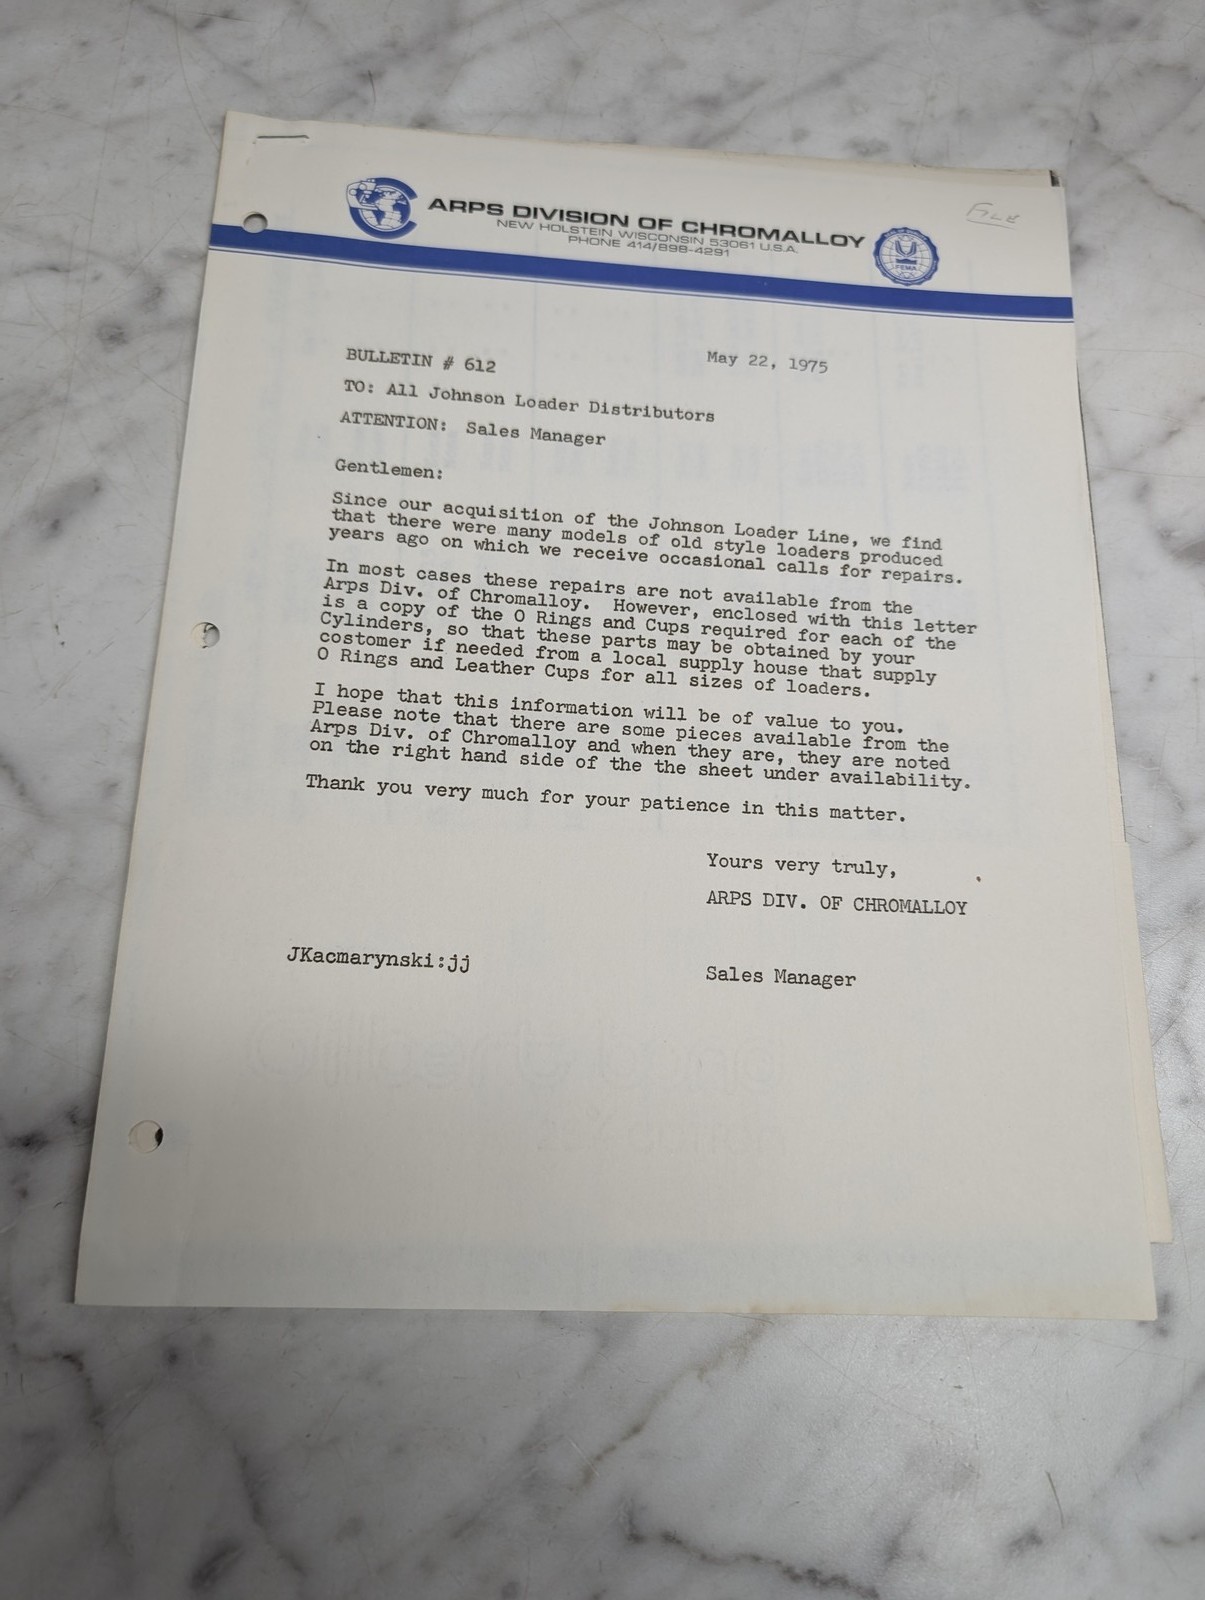 ARPS DIVISION OF CHROMALLOY
NEW HOLSTEIN WISCONSIN 53061 U.S.A.
PHONE 414/898-4291
FEMA
FILE
BULLETIN # 612
May 22, 1975
TO: All Johnson Loader Distributors
ATTENTION: Sales Manager
Gentlemen:
Since our acquisition of the Johnson Loader Line, we find
that there were many models of old style loaders produced
years ago on which we receive occasional calls for repairs.
In most cases these repairs are not available from the
Arps Div. of Chromalloy. However, enclosed with this letter
is a copy of the O Rings and Cups required for each of the
Cylinders, so that these parts may be obtained by your
costomer if needed from a local supply house that supply
O Rings and Leather Cups for all sizes of loaders.
I hope that this information will be of value to you.
Please note that there are some pieces available from the
Arps Div. of Chromalloy and when they are, they are noted
on the right hand side of the the sheet under availability.
Thank you very much for your patience in this matter.
Yours very truly,
ARPS DIV. OF CHROMALLOY
JKacmarynski:jj
Sales Manager